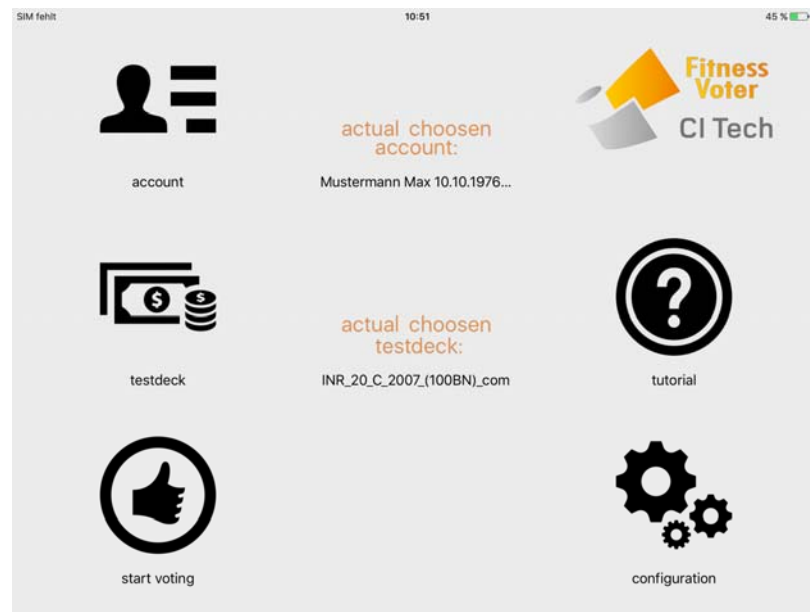 SIM fehlt 10:51 45 %
Fitness
Voter
CI Tech
actual choosen
account:
account
Mustermann Max 10.10.1976...
actual choosen
testdeck:
testdeck
INR_20_C_2007_(100BN)_com
tutorial
start voting
configuration